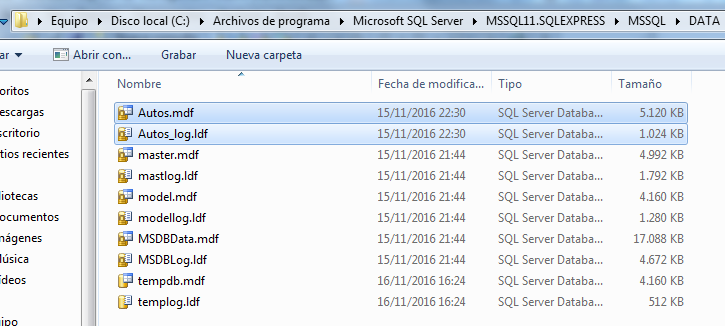 Equipo Disco local (C:) Archivos de programa Microsoft SQL Server MSSQL11.SQLEXPRESS MSSQL DATA
ar Abrir con... Grabar Nueva carpeta
Nombre Fecha de modifica... Tipo Tamaño
Autos.mdf 15/11/2016 22:30 SQL Server Databa... 5.120 KB
Autos_log.ldf 15/11/2016 22:30 SQL Server Databa... 1.024 KB
master.mdf 15/11/2016 21:44 SQL Server Databa... 4.992 KB
mastlog.ldf 15/11/2016 21:44 SQL Server Databa... 1.792 KB
model.mdf 15/11/2016 21:44 SQL Server Databa... 4.160 KB
modellog.ldf 15/11/2016 21:44 SQL Server Databa... 1.280 KB
MSDBData.mdf 15/11/2016 21:44 SQL Server Databa... 17.088 KB
MSDBLog.ldf 15/11/2016 21:44 SQL Server Databa... 4.672 KB
tempdb.mdf 16/11/2016 16:24 SQL Server Databa... 4.160 KB
templog.ldf 16/11/2016 16:24 SQL Server Databa... 512 KB
oritos
escargas
scritorio
tios recientes
liotecas
ocumentos
mágenes
Música
ídeos
uipo